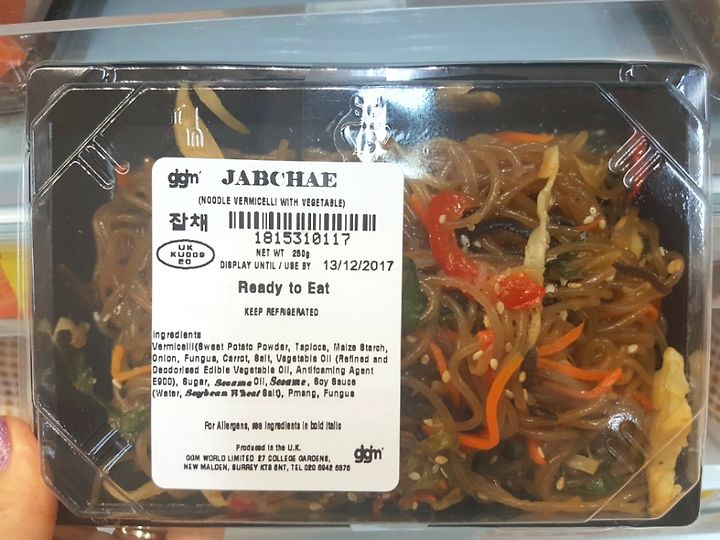 ggm JABCHAE
(NOODLE VERMICELLI WITH VEGETABLE)
잡채
1815310117
UK
KU009
EC
NET WT 250g
DISPLAY UNTIL / USE BY 13/12/2017
Ready to Eat
KEEP REFRIGERATED
Ingredients
Vermicelli(Sweet Potato Powder, Tapioca, Maize Starch,
Onion, Fungus, Carrot, Salt, Vegetable Oil (Refined and
Deodorised Edible Vegetable Oil, Antifoaming Agent
E900), Sugar, Sesame Oil, Sesame, Soy Sauce
(Water, Soybean Wheat Salt), Pmang, Fungus
For Allergens, see Ingredients in bold Italic
Produced in the U.K.
GGM WORLD LIMITED 27 COLLEGE GARDENS,
NEW MALDEN, SURREY KT3 6NT, TEL 020 8942 6876
ggm